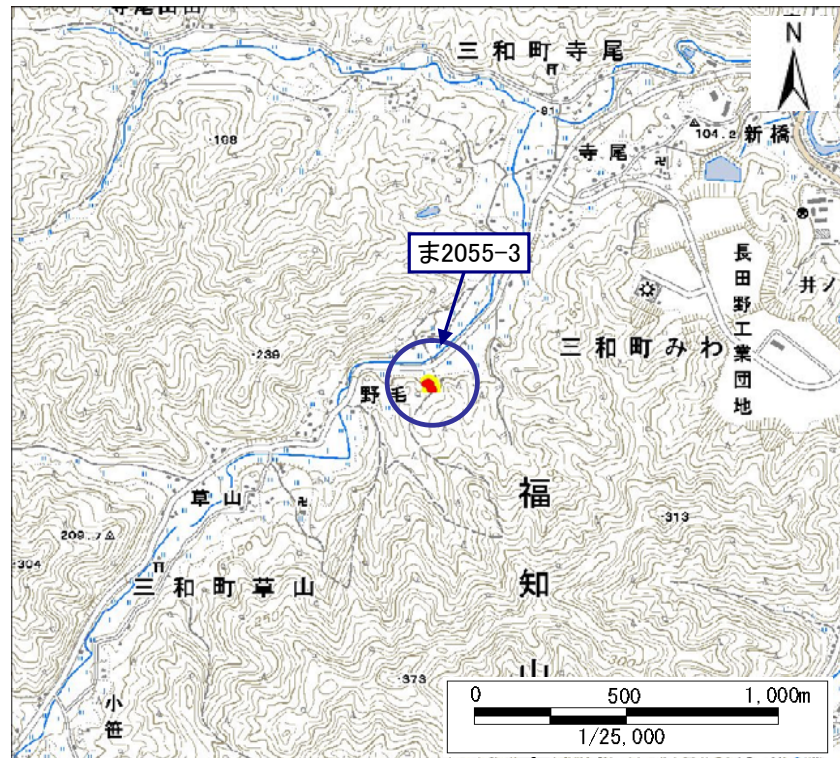 三和町寺尾
N
81
104.2
新橋
寺尾
198
ま2055-3
長田野工業団地
井ノ
三和町みわ
239
野毛
福知山
草山
313
209.7
304
三和町草山
373
300
小笹
0 500 1,000m
1/25,000